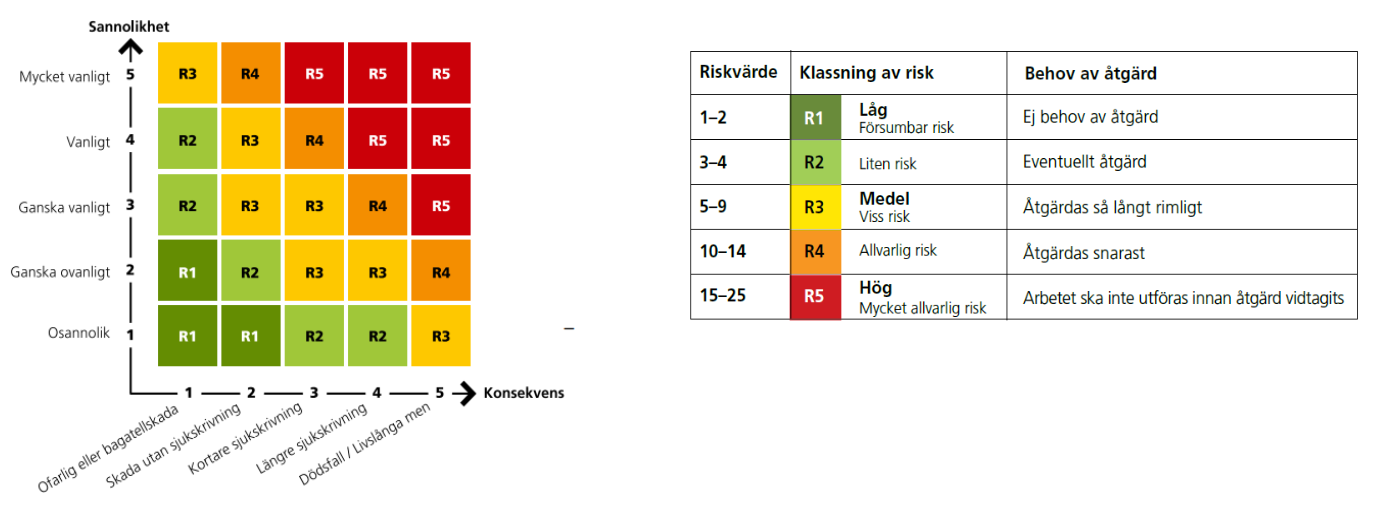 Sannolikhet
Mycket vanligt 5 R3 R4 R5 R5 R5
Vanligt 4 R2 R3 R4 R5 R5
Ganska vanligt 3 R2 R3 R3 R4 R5
Ganska ovanligt 2 R1 R2 R3 R3 R4
Osannolik 1 R1 R1 R2 R2 R3
1 2 3 4 5 Konsekvens
Ofarlig eller bagatellskada
Skada utan sjukskrivning
Kortare sjukskrivning
Längre sjukskrivning
Dödsfall / Livslånga men
–
Riskvärde Klassning av risk Behov av åtgärd
1–2 R1 Låg Ej behov av åtgärd
Försumbar risk
3–4 R2 Liten risk Eventuellt åtgärd
5–9 R3 Medel Åtgärdas så långt rimligt
Viss risk
10–14 R4 Allvarlig risk Åtgärdas snarast
15–25 R5 Hög Arbetet ska inte utföras innan åtgärd vidtagits
Mycket allvarlig risk